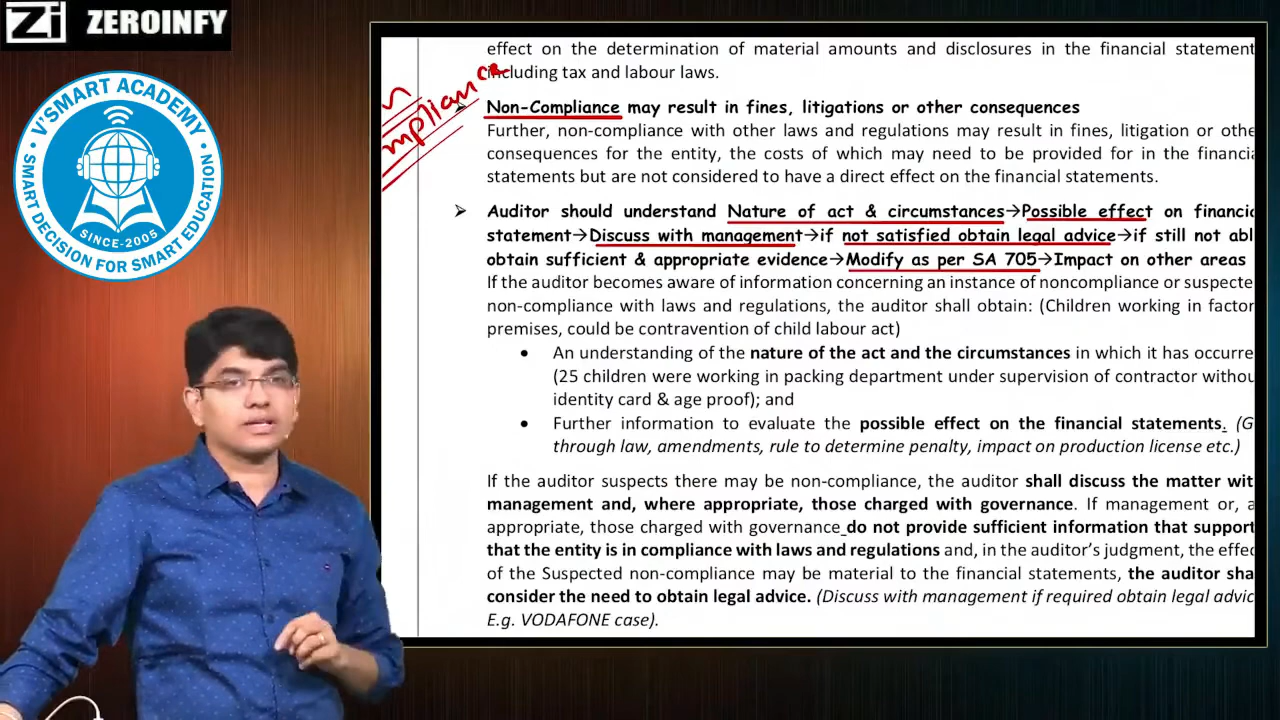 ZEROINFY
V'SMART ACADEMY
SINCE-2005
SMART DECISION FOR SMART EDUCATION
effect on the determination of material amounts and disclosures in the financial statement
including tax and labour laws.
Non-Compliance may result in fines, litigations or other consequences
Further, non-compliance with other laws and regulations may result in fines, litigation or othe
consequences for the entity, the costs of which may need to be provided for in the financia
statements but are not considered to have a direct effect on the financial statements.
➢ Auditor should understand Nature of act & circumstances→Possible effect on financia
statement→Discuss with management→if not satisfied obtain legal advice→if still not abl
obtain sufficient & appropriate evidence→Modify as per SA 705→Impact on other areas
If the auditor becomes aware of information concerning an instance of noncompliance or suspecte
non-compliance with laws and regulations, the auditor shall obtain: (Children working in factor
premises, could be contravention of child labour act)
• An understanding of the nature of the act and the circumstances in which it has occurre
(25 children were working in packing department under supervision of contractor withou
identity card & age proof); and
• Further information to evaluate the possible effect on the financial statements. (G
through law, amendments, rule to determine penalty, impact on production license etc.)
If the auditor suspects there may be non-compliance, the auditor shall discuss the matter wit
management and, where appropriate, those charged with governance. If management or, a
appropriate, those charged with governance do not provide sufficient information that support
that the entity is in compliance with laws and regulations and, in the auditor's judgment, the effec
of the Suspected non-compliance may be material to the financial statements, the auditor sha
consider the need to obtain legal advice. (Discuss with management if required obtain legal advic
E.g. VODAFONE case).